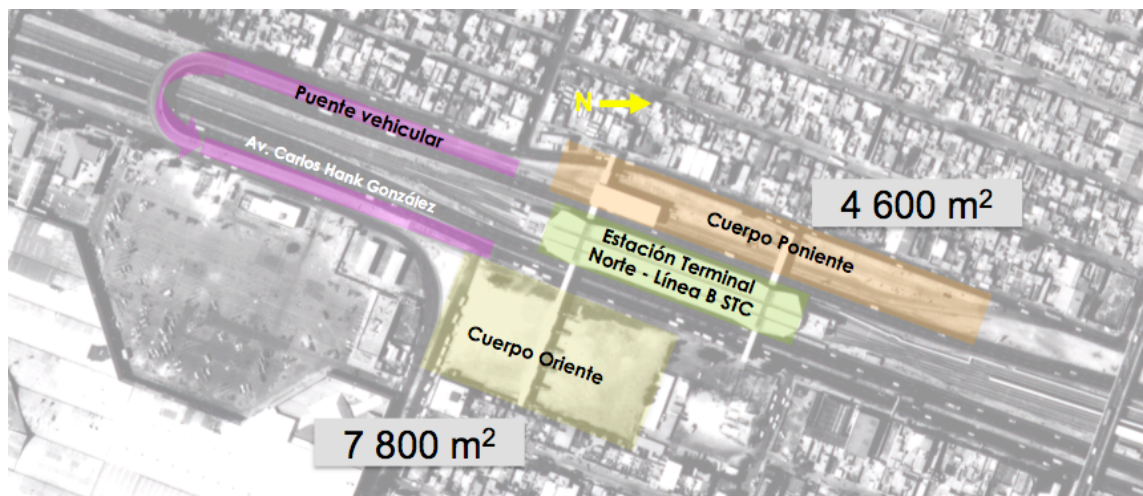 Puente vehicular
N
Av. Carlos Hank González
4 600 m²
Cuerpo Poniente
Estación Terminal
Norte - Línea B STC
Cuerpo Oriente
7 800 m²